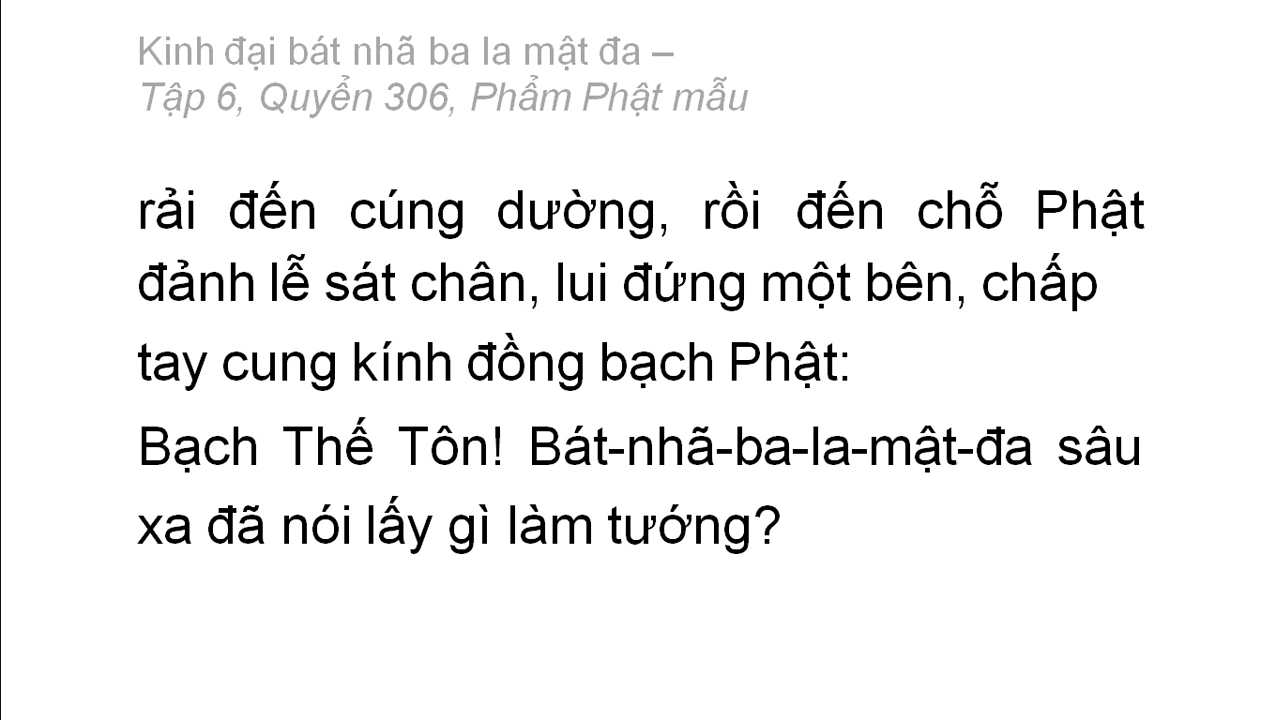 Kinh đại bát nhã ba la mật đa –
Tập 6, Quyển 306, Phẩm Phật mẫu
rải đến cúng dường, rồi đến chỗ Phật
đảnh lễ sát chân, lui đứng một bên, chấp
tay cung kính đồng bạch Phật:
Bạch Thế Tôn! Bát-nhã-ba-la-mật-đa sâu
xa đã nói lấy gì làm tướng?